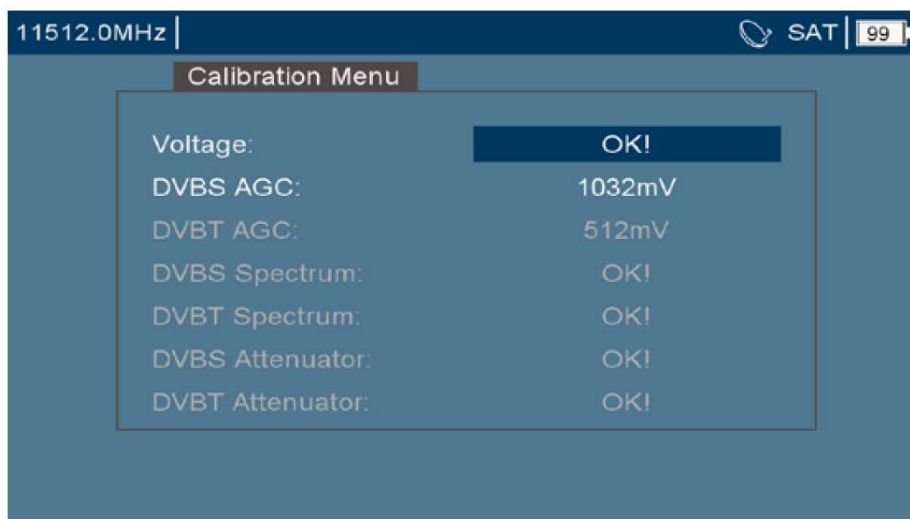 11512.0MHz SAT 99
Calibration Menu
Voltage: OK!
DVBS AGC: 1032mV
DVBT AGC: 512mV
DVBS Spectrum: OK!
DVBT Spectrum: OK!
DVBS Attenuator: OK!
DVBT Attenuator: OK!